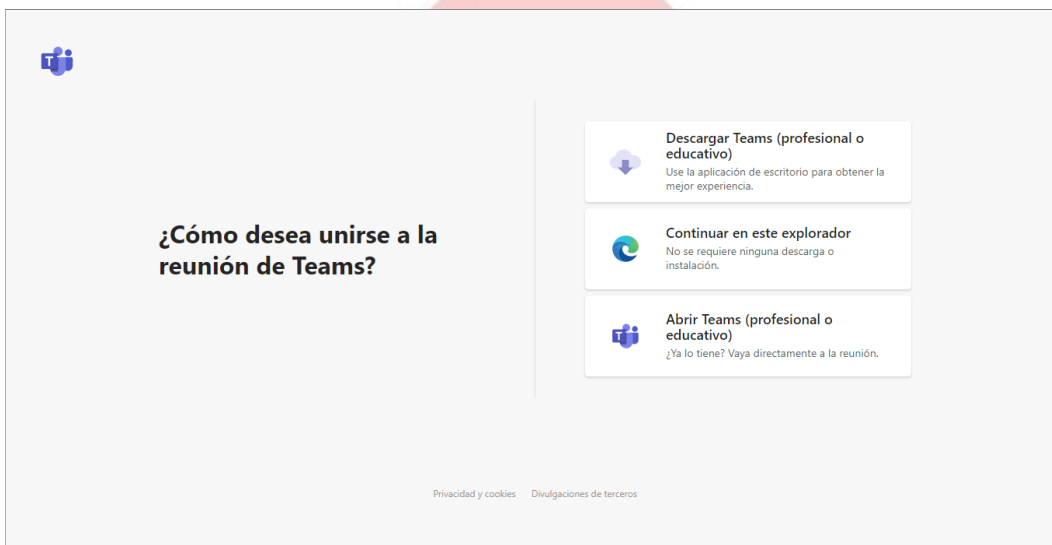 ¿Cómo desea unirse a la
reunión de Teams?
Descargar Teams (profesional o
educativo)
Use la aplicación de escritorio para obtener la
mejor experiencia.
Continuar en este explorador
No se requiere ninguna descarga o
instalación.
Abrir Teams (profesional o
educativo)
¿Ya lo tiene? Vaya directamente a la reunión.
Privacidad y cookies
Divulgaciones de terceros